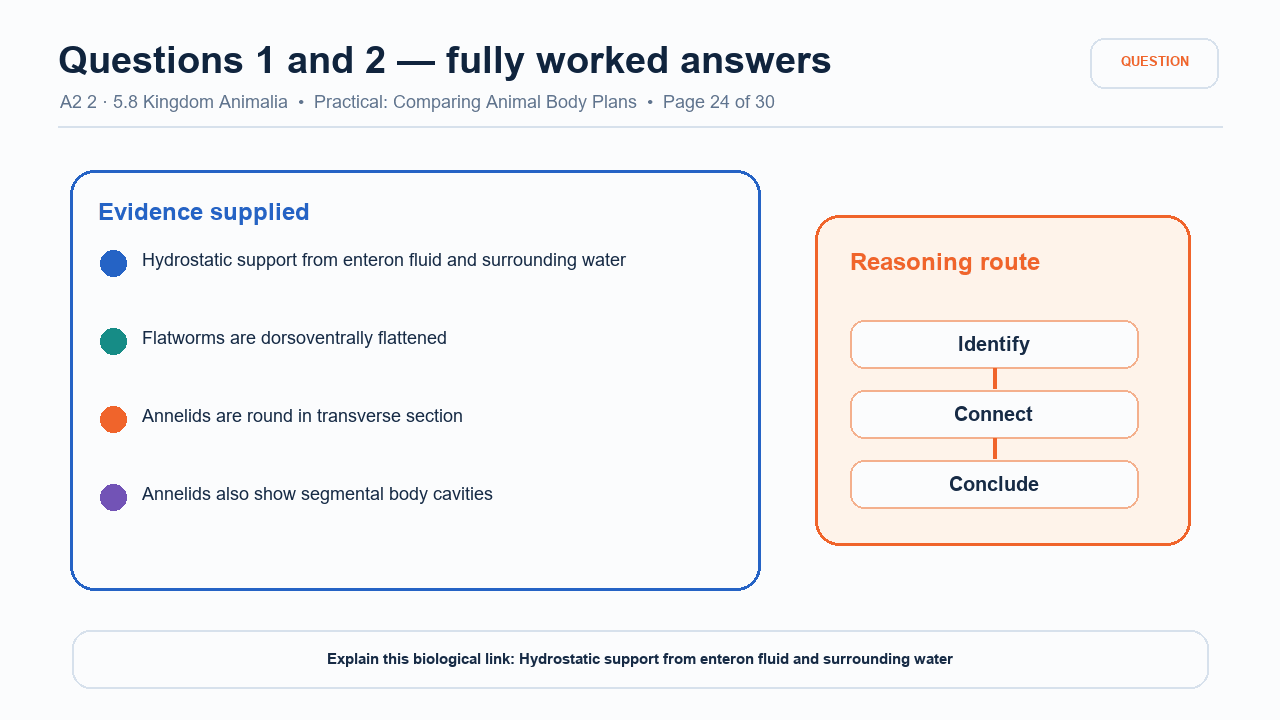 Questions 1 and 2 — fully worked answers
QUESTION
A2 2 · 5.8 Kingdom Animalia • Practical: Comparing Animal Body Plans • Page 24 of 30
Evidence supplied
Hydrostatic support from enteron fluid and surrounding water
Flatworms are dorsoventrally flattened
Annelids are round in transverse section
Annelids also show segmental body cavities
Reasoning route
Identify
Connect
Conclude
Explain this biological link: Hydrostatic support from enteron fluid and surrounding water